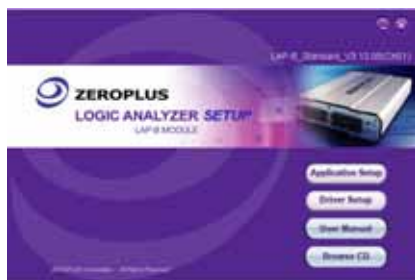 ZEROPLUS
LOGIC ANALYZER SETUP
LAP-B MODULE
Application Setup
Driver Setup
User Manual
Browse CD